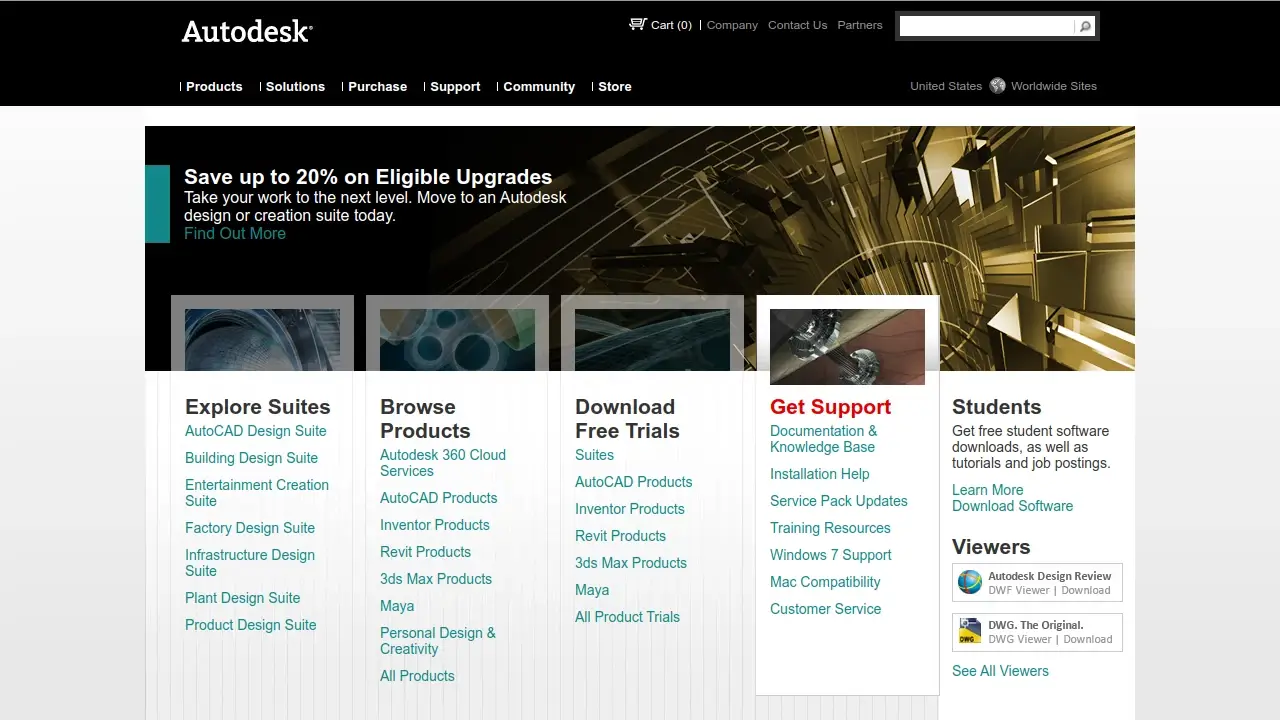 Autodesk®
Cart (0) | Company Contact Us Partners
Products Solutions Purchase Support Community Store
United States Worldwide Sites
Save up to 20% on Eligible Upgrades
Take your work to the next level. Move to an Autodesk
design or creation suite today.
Find Out More
Explore Suites
AutoCAD Design Suite
Building Design Suite
Entertainment Creation
Suite
Factory Design Suite
Infrastructure Design
Suite
Plant Design Suite
Product Design Suite
Browse
Products
Autodesk 360 Cloud
Services
AutoCAD Products
Inventor Products
Revit Products
3ds Max Products
Maya
Personal Design &
Creativity
All Products
Download
Free Trials
Suites
AutoCAD Products
Inventor Products
Revit Products
3ds Max Products
Maya
All Product Trials
Get Support
Documentation &
Knowledge Base
Installation Help
Service Pack Updates
Training Resources
Windows 7 Support
Mac Compatibility
Customer Service
Students
Get free student software
downloads, as well as
tutorials and job postings.
Learn More
Download Software
Viewers
Autodesk Design Review
DWF Viewer | Download
DWG
DWG. The Original.
DWG Viewer | Download
See All Viewers